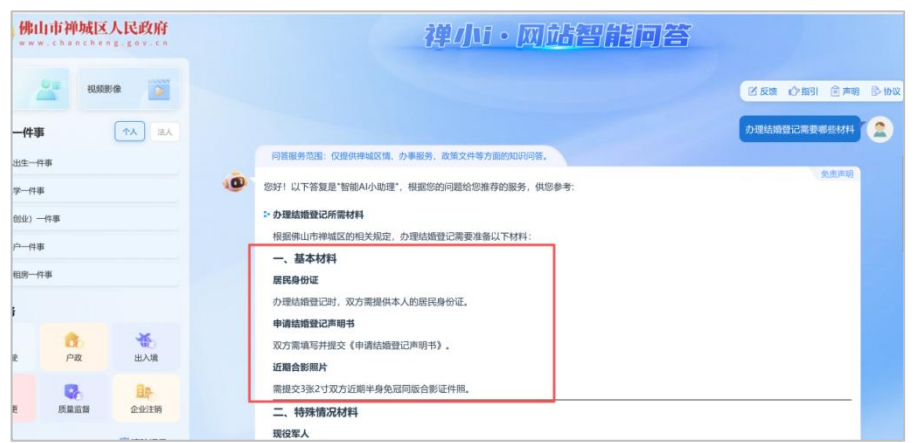 佛山市禅城区人民政府
www.chancheng.gov.cn
禅小i·网站智能问答
视频影像
反馈 指引 声明 协议
一件事
个人 法人
办理结婚登记需要哪些材料
出生一件事
学一件事
创业）一件事
户一件事
租房一件事
户政
出入境
质量监督
企业注销
问答服务范围：仅提供禅城区情、办事服务、政策文件等方面的知识问答。
免责声明
您好！以下答复是"智能AI小助理"，根据您的问题给您推荐的服务，供您参考：
办理结婚登记所需材料
根据佛山市禅城区的相关规定，办理结婚登记需要准备以下材料：
一、基本材料
居民身份证
办理结婚登记时，双方需提供本人的居民身份证。
申请结婚登记声明书
双方需填写并提交《申请结婚登记声明书》。
近期合影照片
需提交3张2寸双方近期半身免冠同版合影证件照。
二、特殊情况材料
现役军人